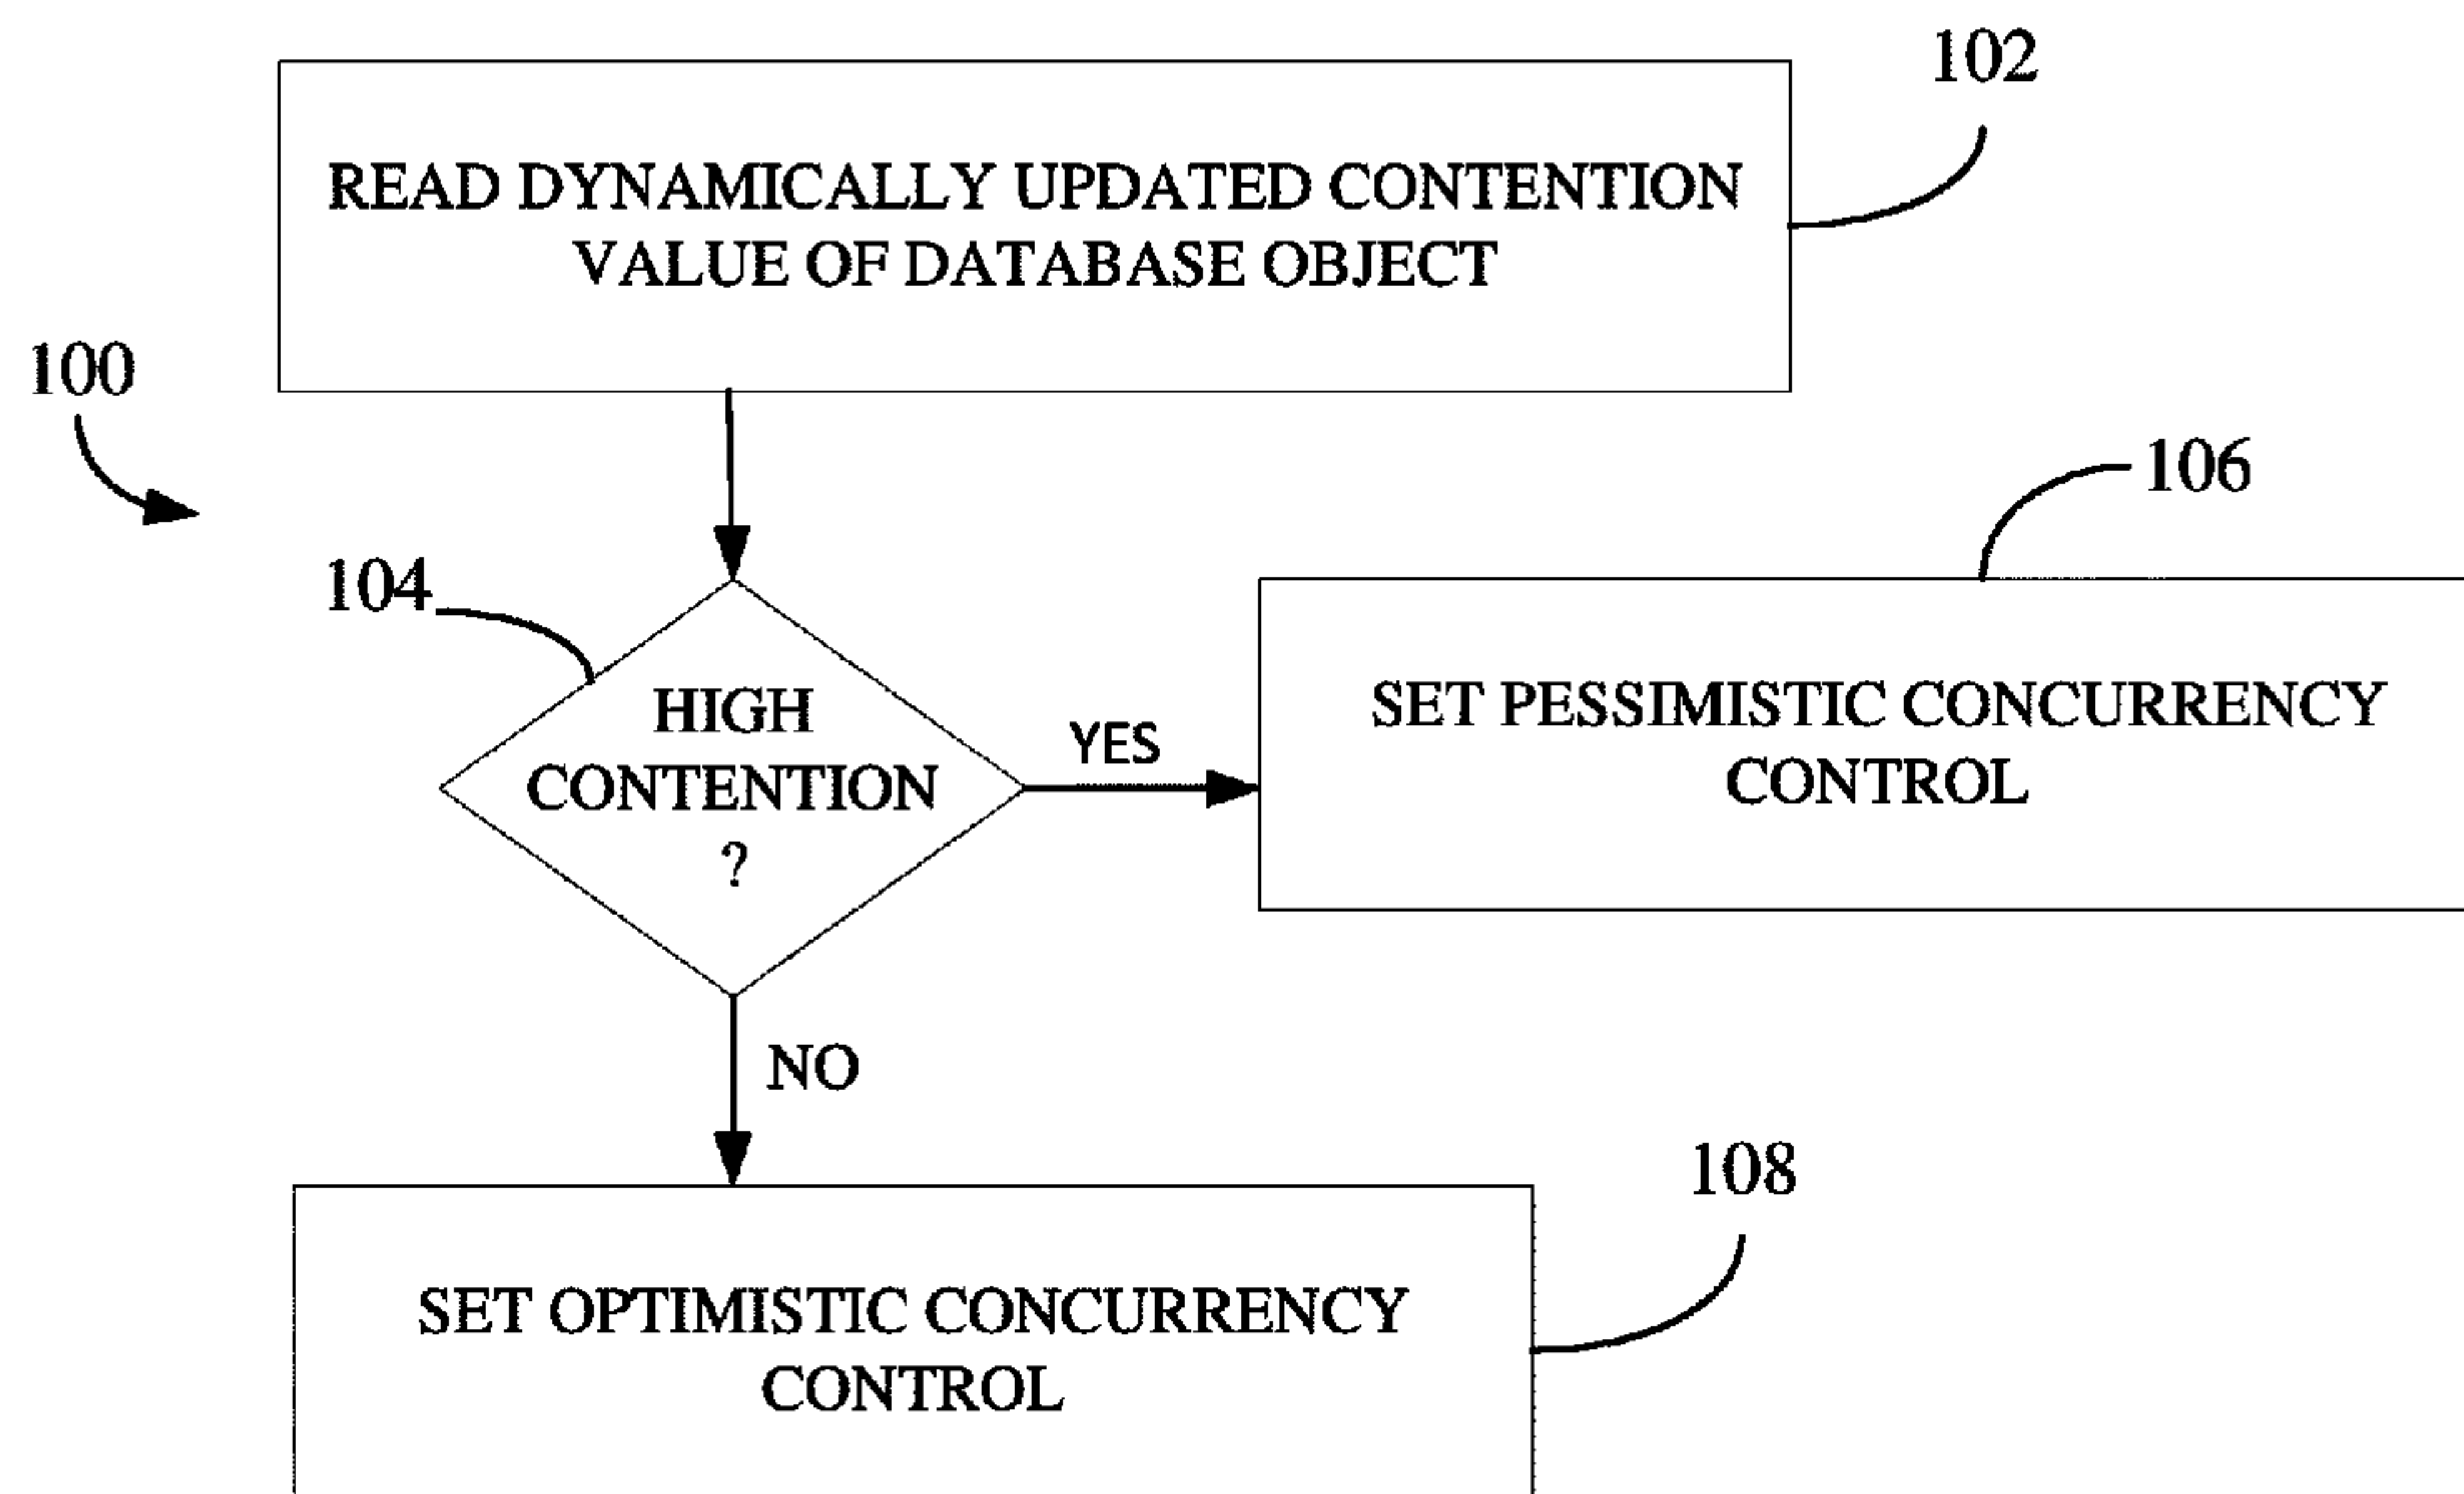 102
READ DYNAMICALLY UPDATED CONTENTION
VALUE OF DATABASE OBJECT
100
106
104
HIGH
CONTENTION
?
YES
SET PESSIMISTIC CONCURRENCY
CONTROL
NO
108
SET OPTIMISTIC CONCURRENCY
CONTROL